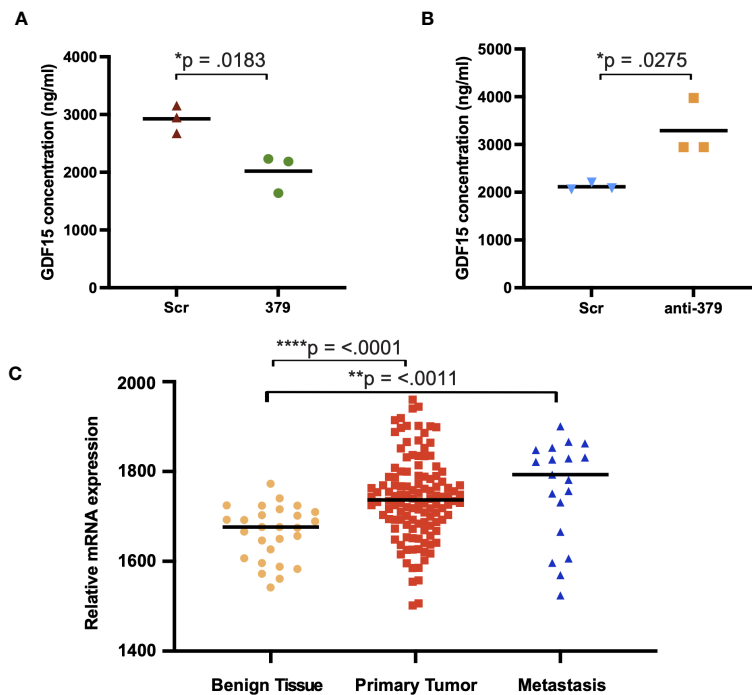 A
*p = .0183
GDF15 concentration (ng/ml)
4000
3000
2000
1000
0
Scr 379
B
*p = .0275
GDF15 concentration (ng/ml)
5000
4000
3000
2000
1000
0
Scr anti-379
C
****p = <.0001
**p = <.0011
Relative mRNA expression
2000
1800
1600
1400
Benign Tissue Primary Tumor Metastasis